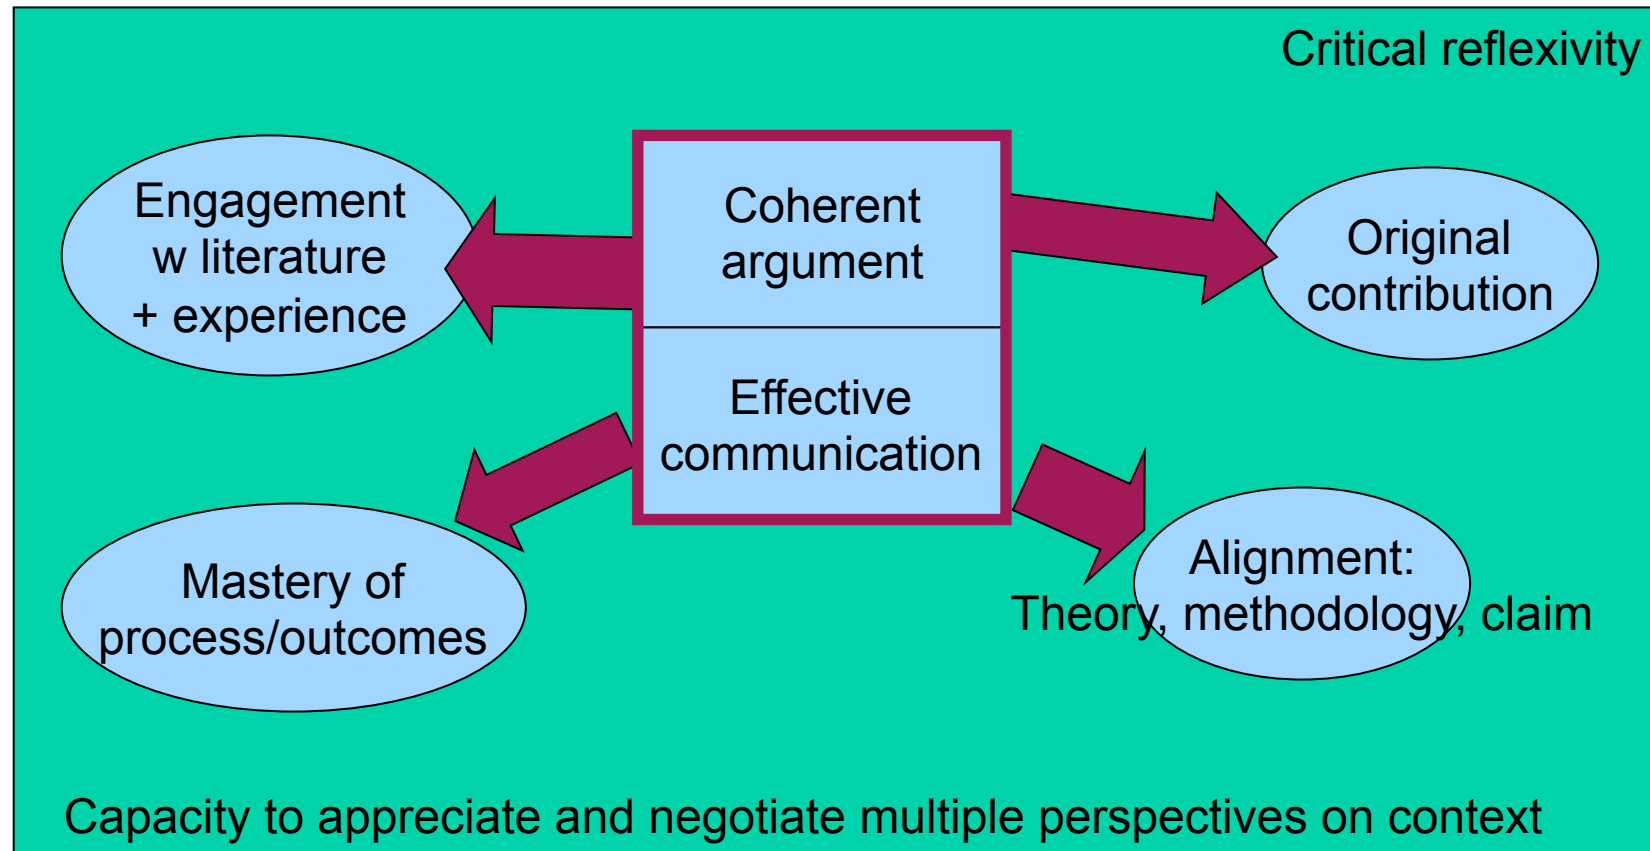 Critical reflexivity
Engagement
w literature
+ experience
Coherent
argument
Original
contribution
Effective
communication
Mastery of
process/outcomes
Alignment:
Theory, methodology, claim
Capacity to appreciate and negotiate multiple perspectives on context